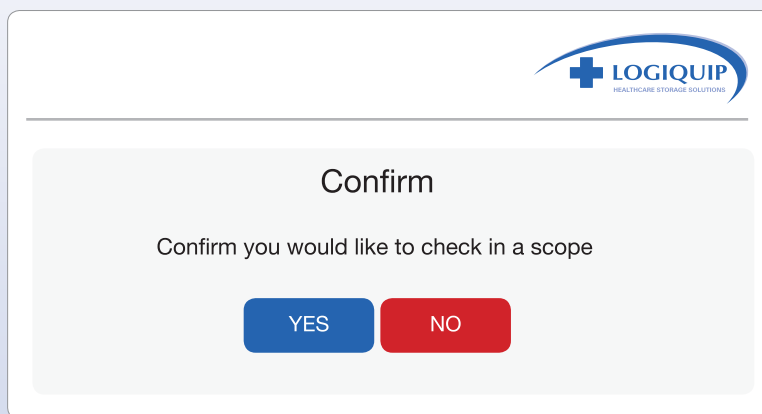 LOGIQUIP
HEALTHCARE STORAGE SOLUTIONS
Confirm
Confirm you would like to check in a scope
YES
NO